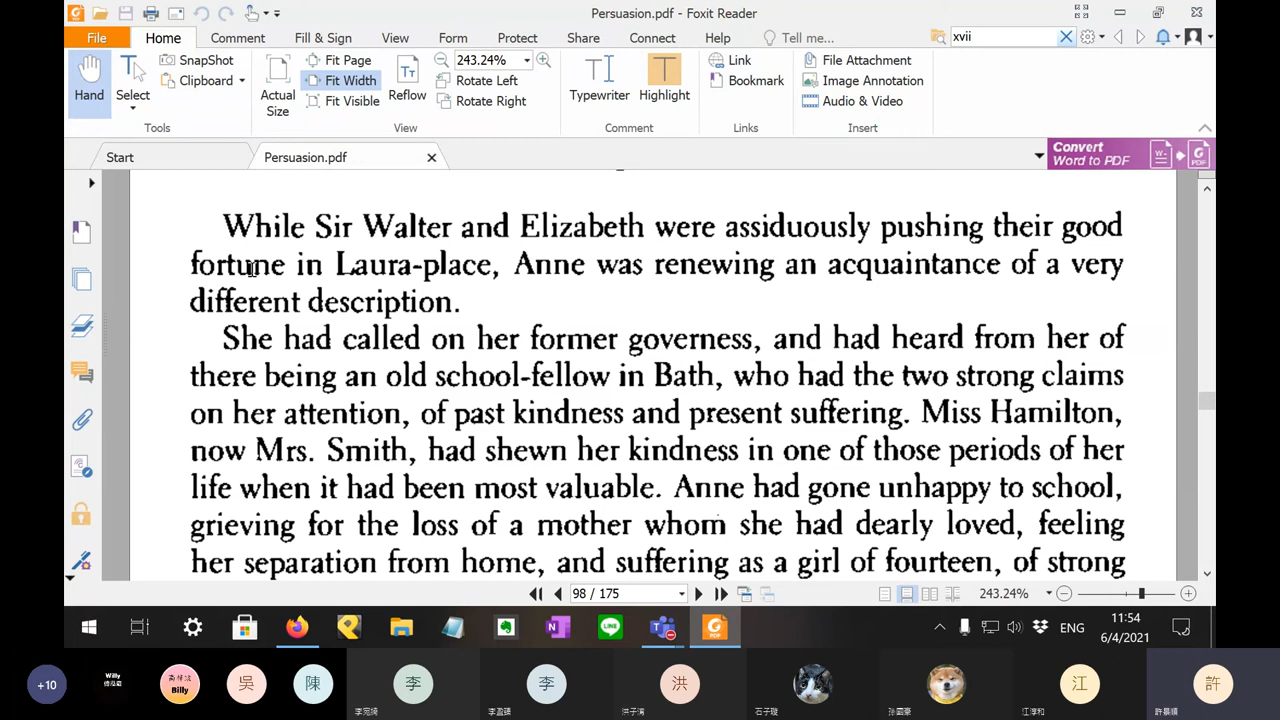 Persuasion.pdf - Foxit Reader
File Home Comment Fill & Sign View Form Protect Share Connect Help Tell me... xvii
Hand Select SnapShot Clipboard Actual Size Fit Page Fit Width Fit Visible Reflow 243.24% Rotate Left Rotate Right Typewriter Highlight Link Bookmark File Attachment Image Annotation Audio & Video
Tools View Comment Links Insert
Start Persuasion.pdf Convert Word to PDF
While Sir Walter and Elizabeth were assiduously pushing their good
fortune in Laura-place, Anne was renewing an acquaintance of a very
different description.
She had called on her former governess, and had heard from her of
there being an old school-fellow in Bath, who had the two strong claims
on her attention, of past kindness and present suffering. Miss Hamilton,
now Mrs. Smith, had shewn her kindness in one of those periods of her
life when it had been most valuable. Anne had gone unhappy to school,
grieving for the loss of a mother whom she had dearly loved, feeling
her separation from home, and suffering as a girl of fourteen, of strong
98 / 175 243.24%
ENG 11:54
6/4/2021
+10 Willy Billy 吳 陳 李 李 洪 江 許
李宛綺 石子璇 江淳和